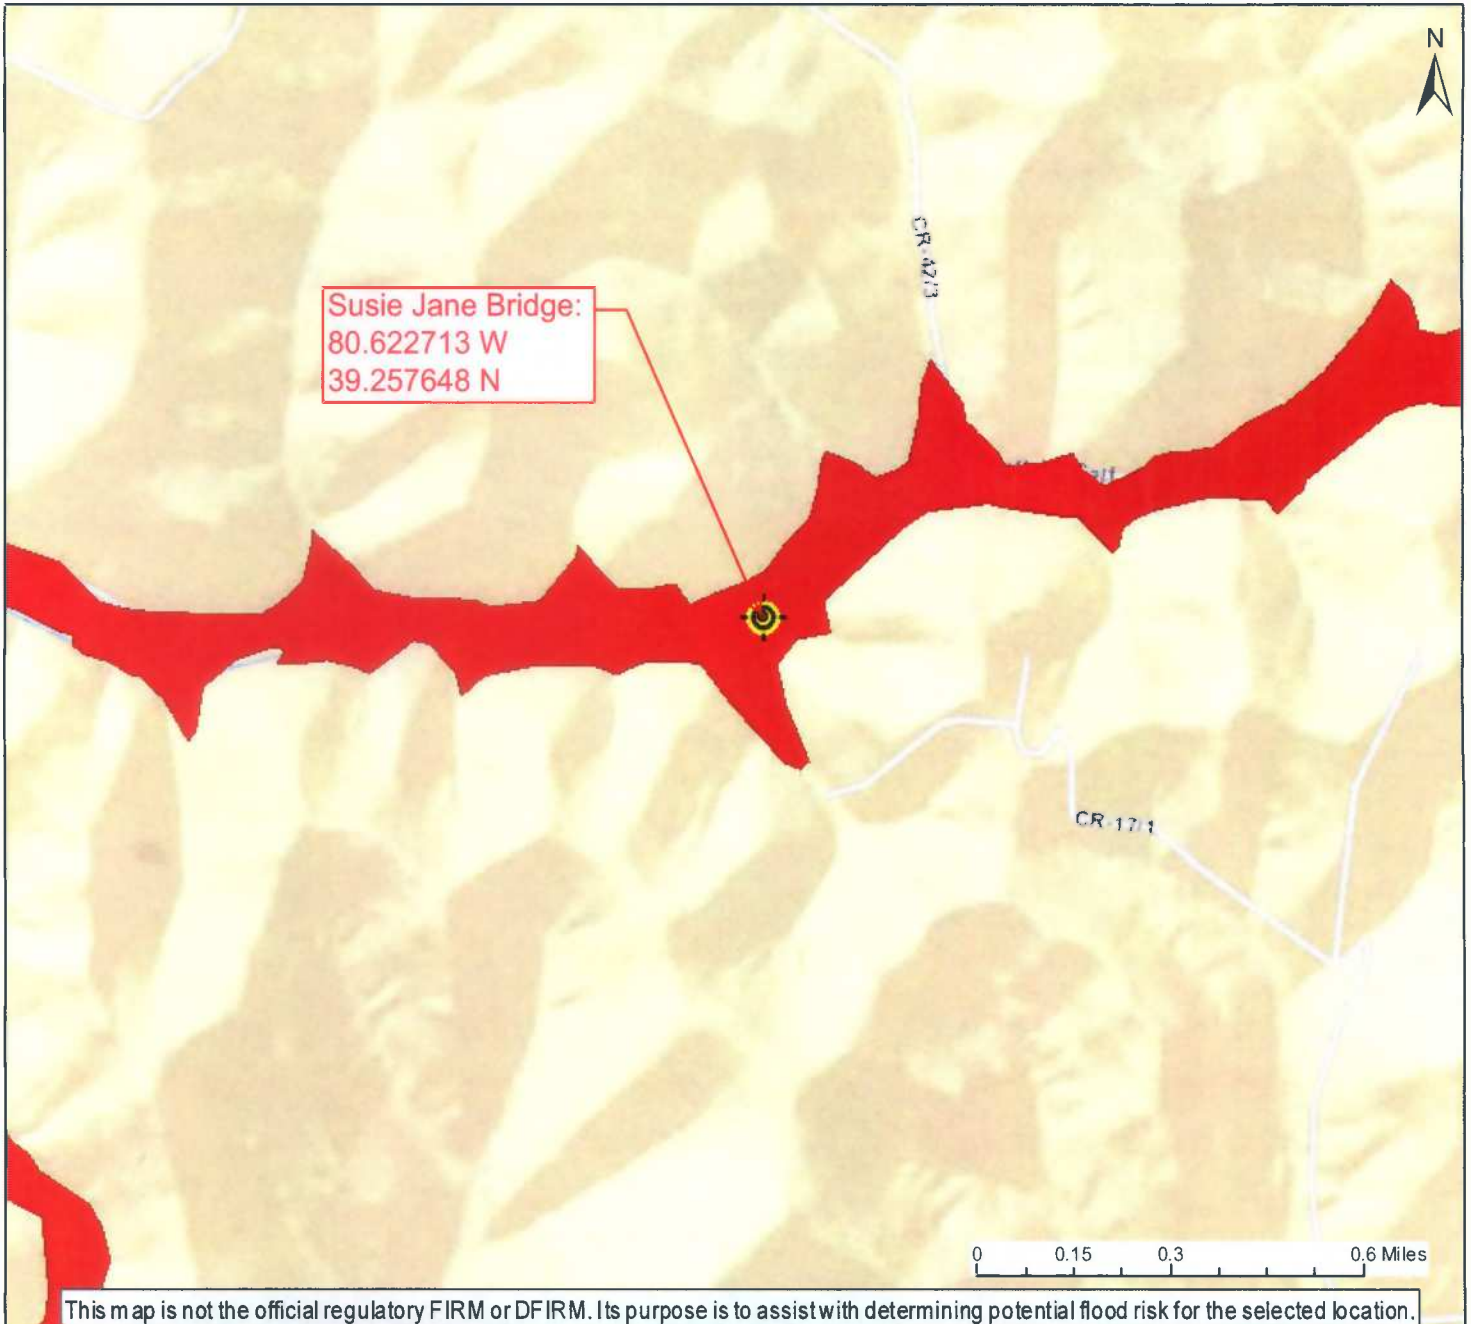 N
CR-47/3
Susie Jane Bridge:
80.622713 W
39.257648 N
CR-17/1
0 0.15 0.3 0.6 Miles
This map is not the official regulatory FIRM or DFIRM. Its purpose is to assist with determining potential flood risk for the selected location.